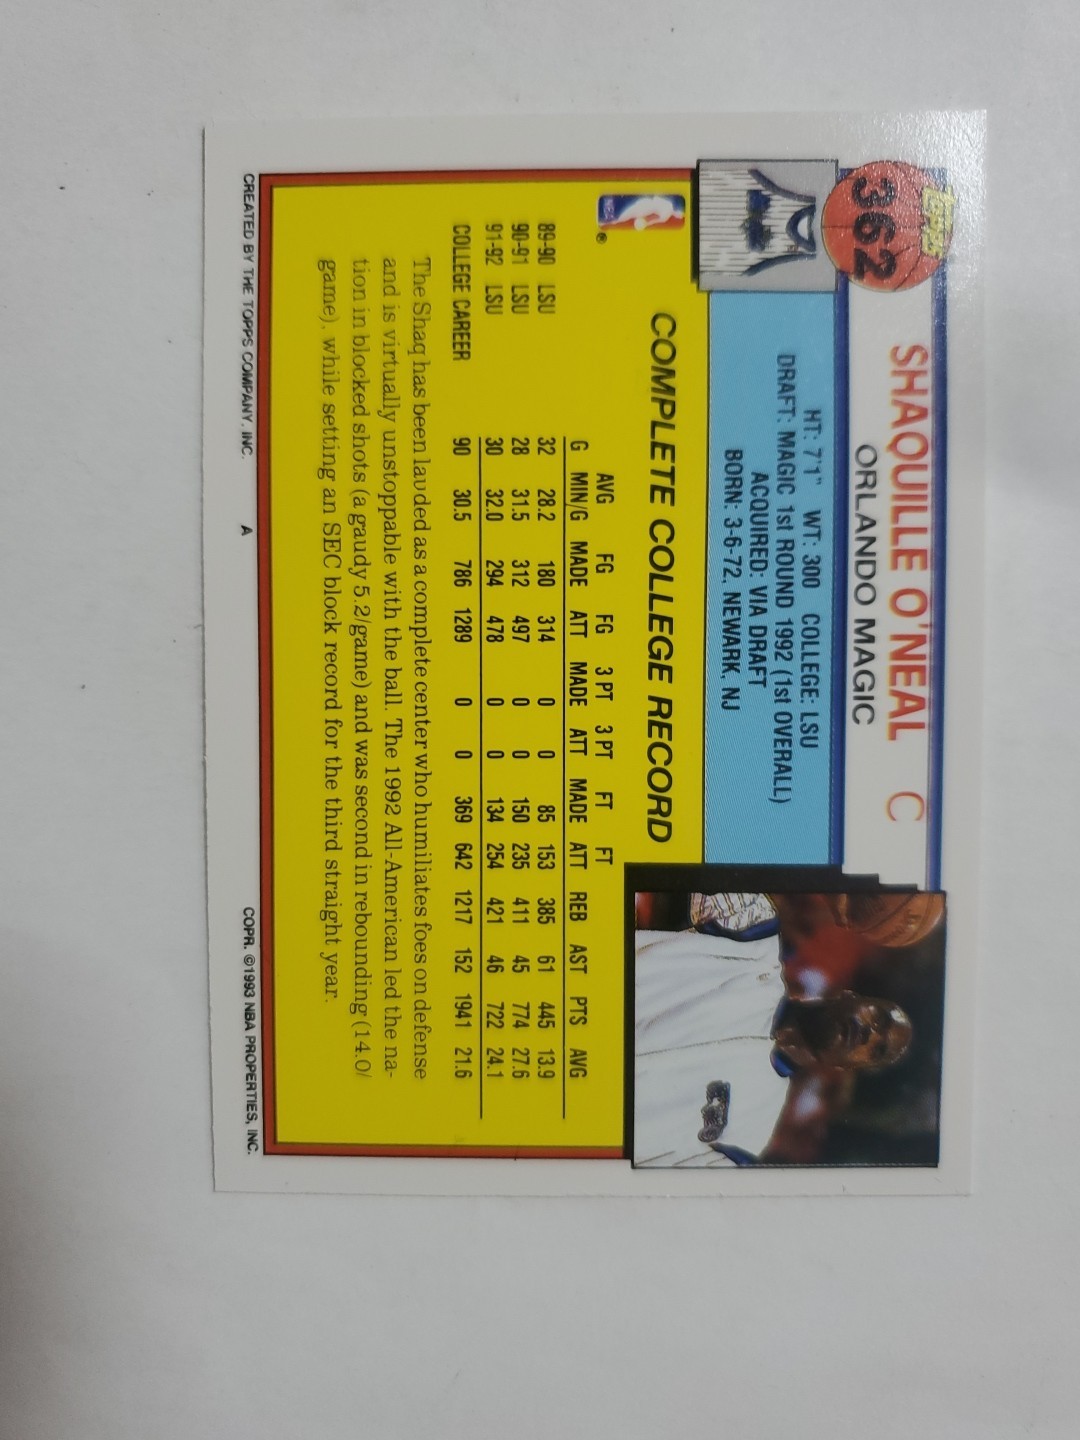 Topps
362
SHAQUILLE O'NEAL C
ORLANDO MAGIC
HT: 7'1" WT: 300 COLLEGE: LSU
DRAFT: MAGIC 1st ROUND 1992 (1st OVERALL)
ACQUIRED: VIA DRAFT
BORN: 3-6-72, NEWARK, NJ
NBA ®
COMPLETE COLLEGE RECORD
AVG FG FG 3 PT 3 PT FT FT
G MIN/G MADE ATT MADE ATT MADE ATT REB AST PTS AVG
89-90 LSU 32 28.2 180 314 0 0 85 153 385 61 445 13.9
90-91 LSU 28 31.5 312 497 0 0 150 235 411 45 774 27.6
91-92 LSU 30 32.0 294 478 0 0 134 254 421 46 722 24.1
COLLEGE CAREER 90 30.5 786 1289 0 0 369 642 1217 152 1941 21.6
The Shaq has been lauded as a complete center who humiliates foes on defense
and is virtually unstoppable with the ball. The 1992 All-American led the na-
tion in blocked shots (a gaudy 5.2/game) and was second in rebounding (14.0/
game), while setting an SEC block record for the third straight year.
CREATED BY THE TOPPS COMPANY, INC. A COPR. ©1993 NBA PROPERTIES, INC.